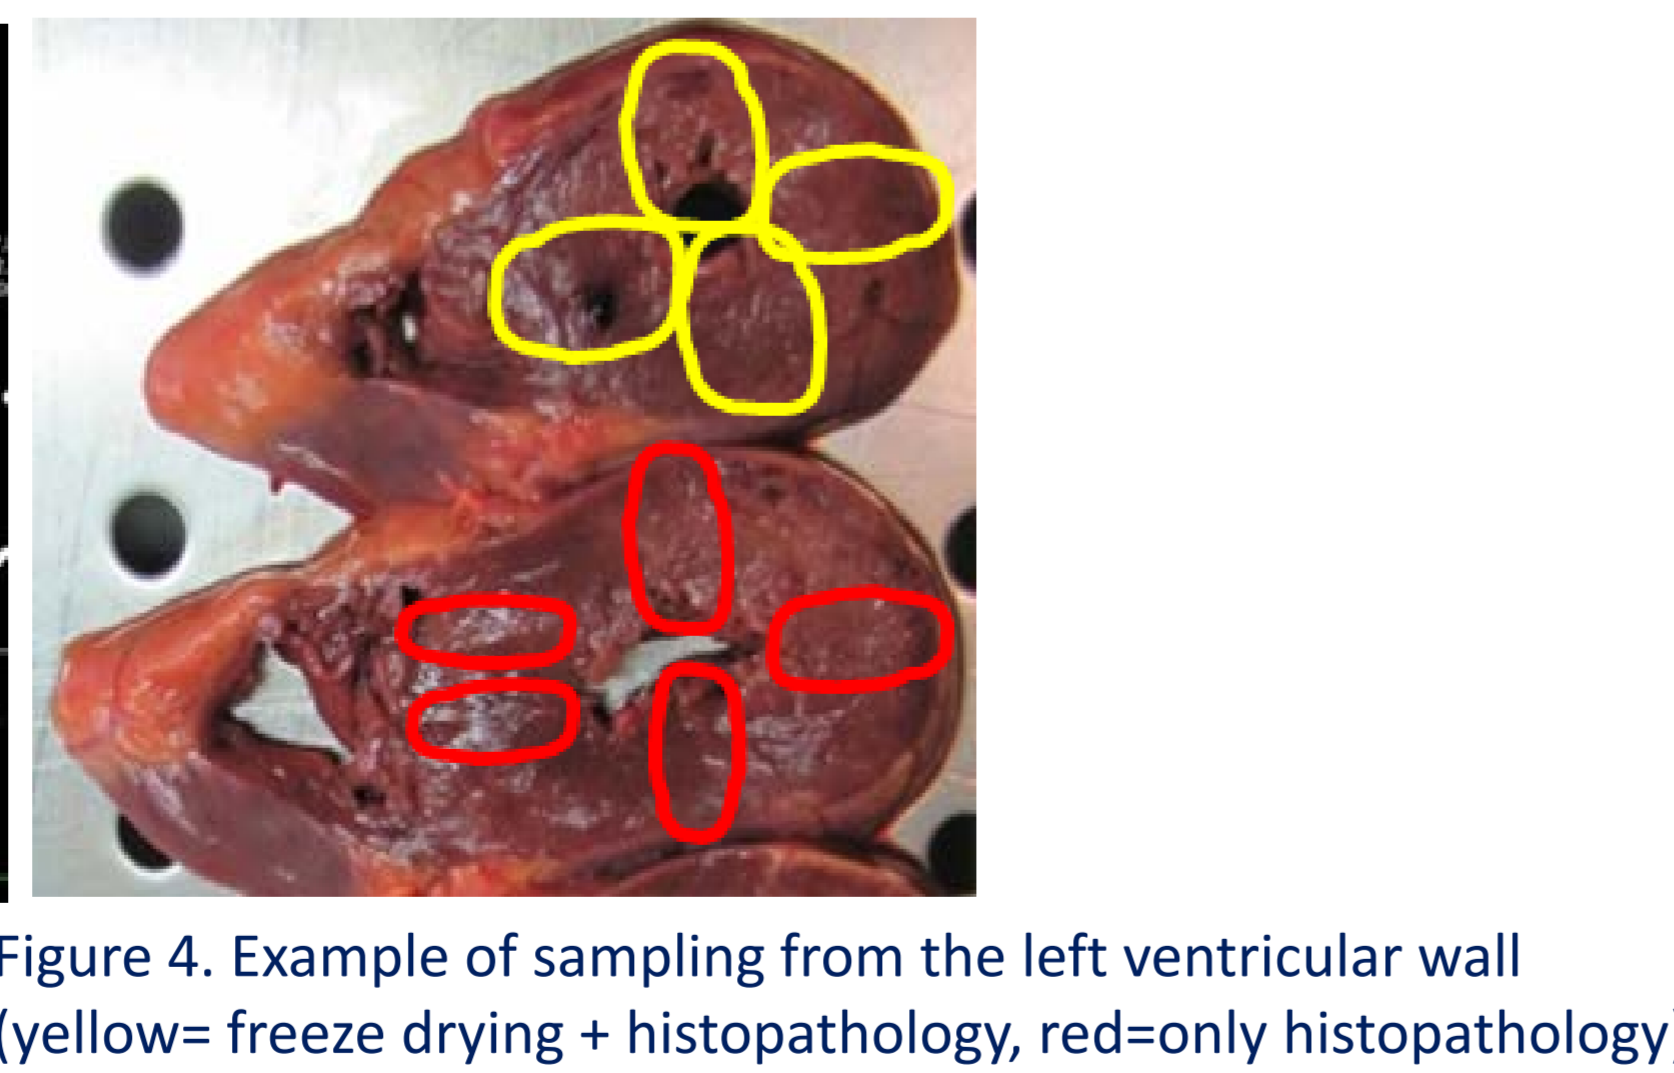 Figure 4. Example of sampling from the left ventricular wall
(yellow= freeze drying + histopathology, red=only histopathology)